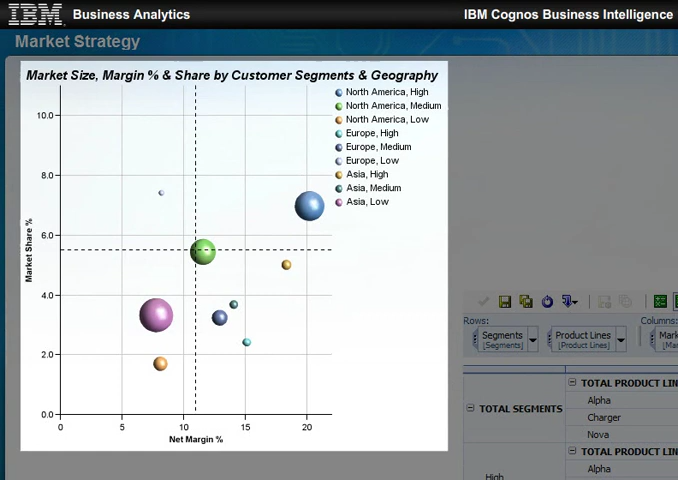 IBM Business Analytics IBM Cognos Business Intelligence
Market Strategy
Market Size, Margin % & Share by Customer Segments & Geography
North America, High
North America, Medium
North America, Low
Europe, High
Europe, Medium
Europe, Low
Asia, High
Asia, Medium
Asia, Low
Market Share %
10.0
8.0
6.0
4.0
2.0
0.0
0 5 10 15 20
Net Margin %
Rows: Columns:
Segments Product Lines Mark
[Segments] [Product Lines] [Mar
TOTAL SEGMENTS
TOTAL PRODUCT LIN
Alpha
Charger
Nova
High
TOTAL PRODUCT LIN
Alpha